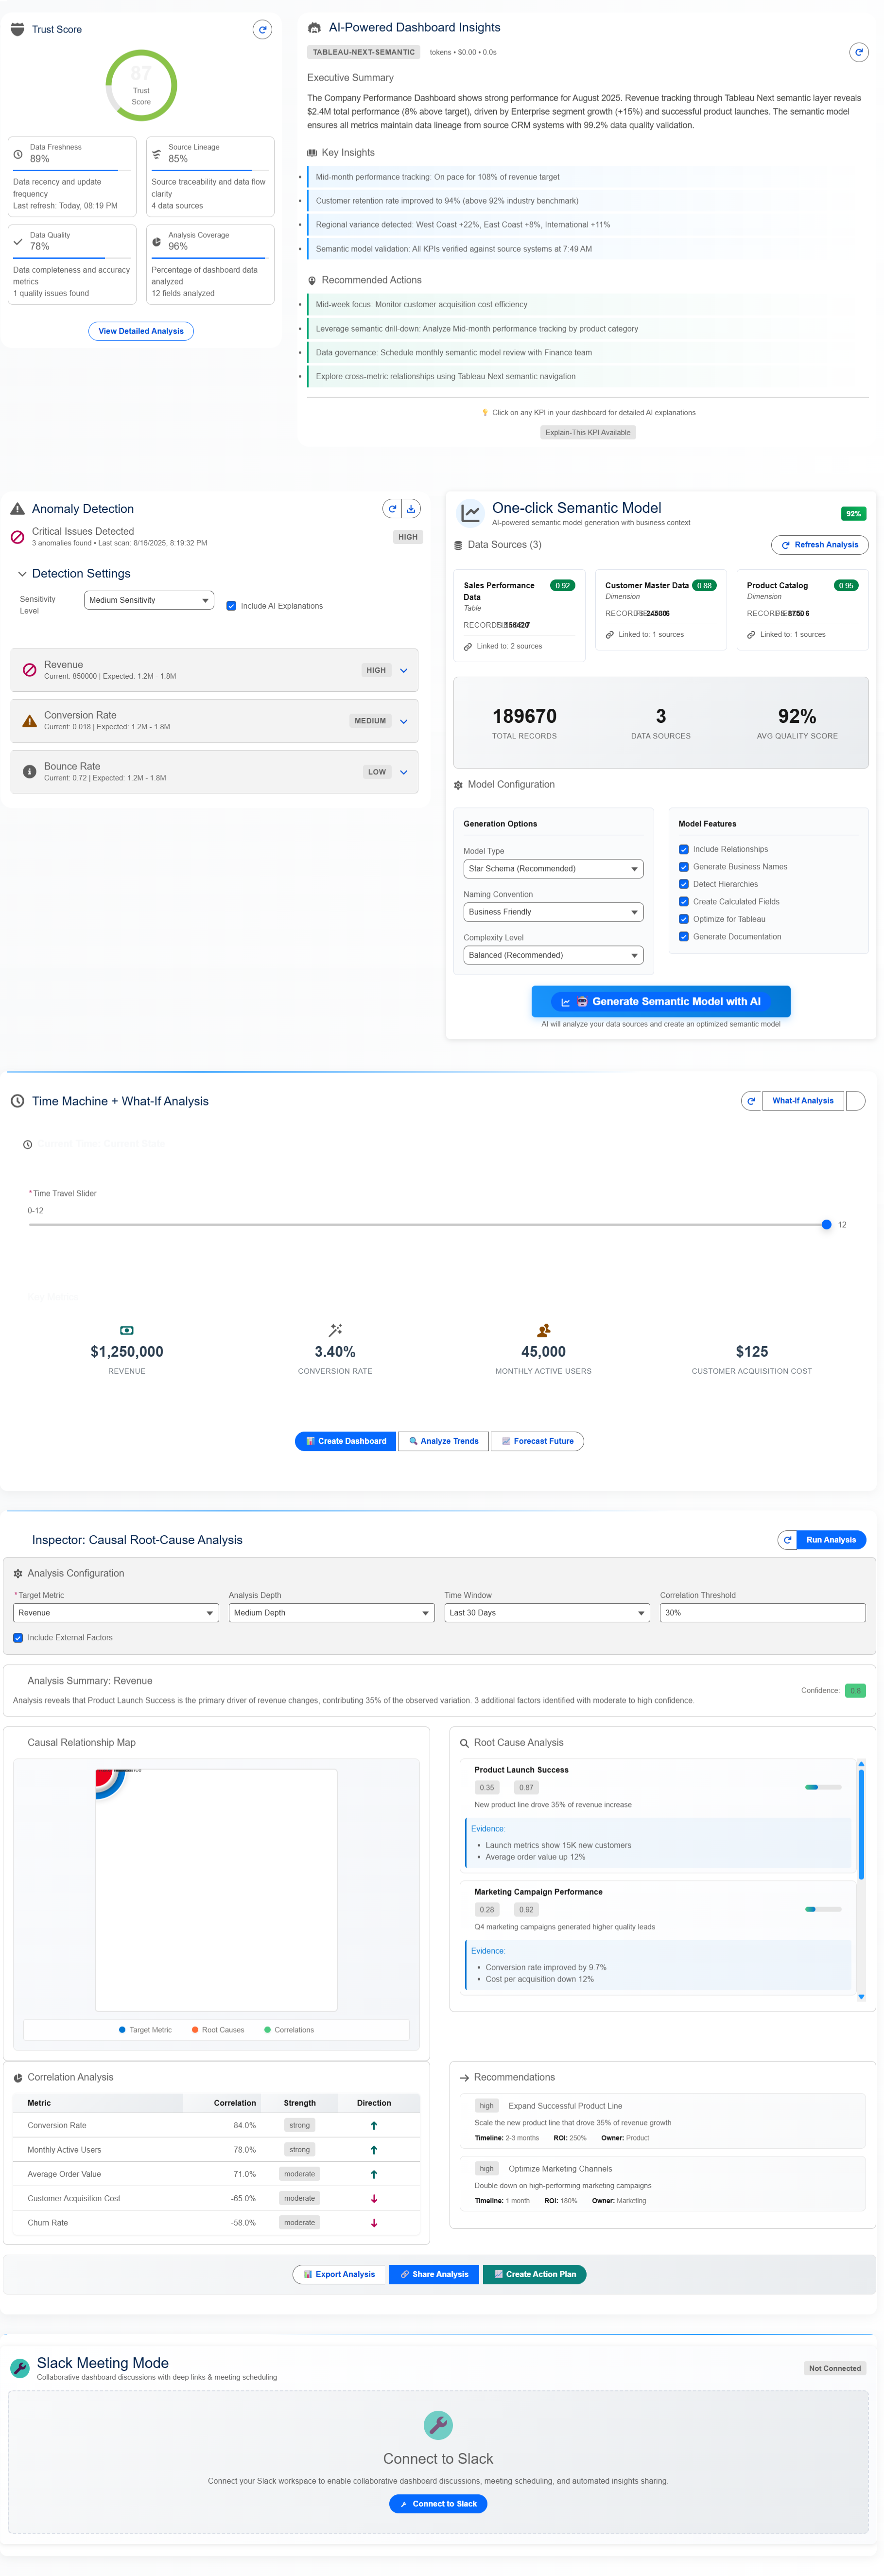 Trust Score
87
Trust
Score
Data Freshness
89%
Data recency and update
frequency
Last refresh: Today, 08:19 PM
Source Lineage
85%
Source traceability and data flow
clarity
4 data sources
Data Quality
78%
Data completeness and accuracy
metrics
1 quality issues found
Analysis Coverage
96%
Percentage of dashboard data
analyzed
12 fields analyzed
View Detailed Analysis
AI-Powered Dashboard Insights
TABLEAU-NEXT-SEMANTIC tokens • $0.00 • 0.0s
Executive Summary
The Company Performance Dashboard shows strong performance for August 2025. Revenue tracking through Tableau Next semantic layer reveals
$2.4M total performance (8% above target), driven by Enterprise segment growth (+15%) and successful product launches. The semantic model
ensures all metrics maintain data lineage from source CRM systems with 99.2% data quality validation.
Key Insights
Mid-month performance tracking: On pace for 108% of revenue target
Customer retention rate improved to 94% (above 92% industry benchmark)
Regional variance detected: West Coast +22%, East Coast +8%, International +11%
Semantic model validation: All KPIs verified against source systems at 7:49 AM
Recommended Actions
Mid-week focus: Monitor customer acquisition cost efficiency
Leverage semantic drill-down: Analyze Mid-month performance tracking by product category
Data governance: Schedule monthly semantic model review with Finance team
Explore cross-metric relationships using Tableau Next semantic navigation
Click on any KPI in your dashboard for detailed AI explanations
Explain-This KPI Available
Anomaly Detection
Critical Issues Detected
3 anomalies found • Last scan: 8/16/2025, 8:19:32 PM
HIGH
Detection Settings
Sensitivity
Level
Medium Sensitivity
Include AI Explanations
Revenue
Current: 850000 | Expected: 1.2M - 1.8M
HIGH
Conversion Rate
Current: 0.018 | Expected: 1.2M - 1.8M
MEDIUM
Bounce Rate
Current: 0.72 | Expected: 1.2M - 1.8M
LOW
One-click Semantic Model
AI-powered semantic model generation with business context
92%
Data Sources (3)
Refresh Analysis
Sales Performance
Data
0.92
Table
Linked to: 2 sources
Customer Master Data
0.88
Dimension
Linked to: 1 sources
Product Catalog
0.95
Dimension
Linked to: 1 sources
189670
TOTAL RECORDS
3
DATA SOURCES
92%
AVG QUALITY SCORE
Model Configuration
Generation Options
Model Type
Star Schema (Recommended)
Naming Convention
Business Friendly
Complexity Level
Balanced (Recommended)
Model Features
Include Relationships
Generate Business Names
Detect Hierarchies
Create Calculated Fields
Optimize for Tableau
Generate Documentation
Generate Semantic Model with AI
AI will analyze your data sources and create an optimized semantic model
Time Machine + What-If Analysis
What-If Analysis
* Time Travel Slider
0-12
12
$1,250,000
REVENUE
3.40%
CONVERSION RATE
45,000
MONTHLY ACTIVE USERS
$125
CUSTOMER ACQUISITION COST
Create Dashboard
Analyze Trends
Forecast Future
Inspector: Causal Root-Cause Analysis
Run Analysis
Analysis Configuration
* Target Metric
Revenue
Analysis Depth
Medium Depth
Time Window
Last 30 Days
Correlation Threshold
30%
Include External Factors
Analysis Summary: Revenue
Analysis reveals that Product Launch Success is the primary driver of revenue changes, contributing 35% of the observed variation. 3 additional factors identified with moderate to high confidence.
Confidence: 0.8
Causal Relationship Map
Target Metric
Root Causes
Correlations
Root Cause Analysis
Product Launch Success
0.35 0.87
New product line drove 35% of revenue increase
Evidence:
Launch metrics show 15K new customers
Average order value up 12%
Marketing Campaign Performance
0.28 0.92
Q4 marketing campaigns generated higher quality leads
Evidence:
Conversion rate improved by 9.7%
Cost per acquisition down 12%
Correlation Analysis
Metric Correlation Strength Direction
Conversion Rate 84.0% strong
Monthly Active Users 78.0% strong
Average Order Value 71.0% moderate
Customer Acquisition Cost -65.0% moderate
Churn Rate -58.0% moderate
Recommendations
high Expand Successful Product Line
Scale the new product line that drove 35% of revenue growth
Timeline: 2-3 months ROI: 250% Owner: Product
high Optimize Marketing Channels
Double down on high-performing marketing campaigns
Timeline: 1 month ROI: 180% Owner: Marketing
Export Analysis
Share Analysis
Create Action Plan
Slack Meeting Mode
Collaborative dashboard discussions with deep links & meeting scheduling
Not Connected
Connect to Slack
Connect your Slack workspace to enable collaborative dashboard discussions, meeting scheduling, and automated insights sharing.
Connect to Slack